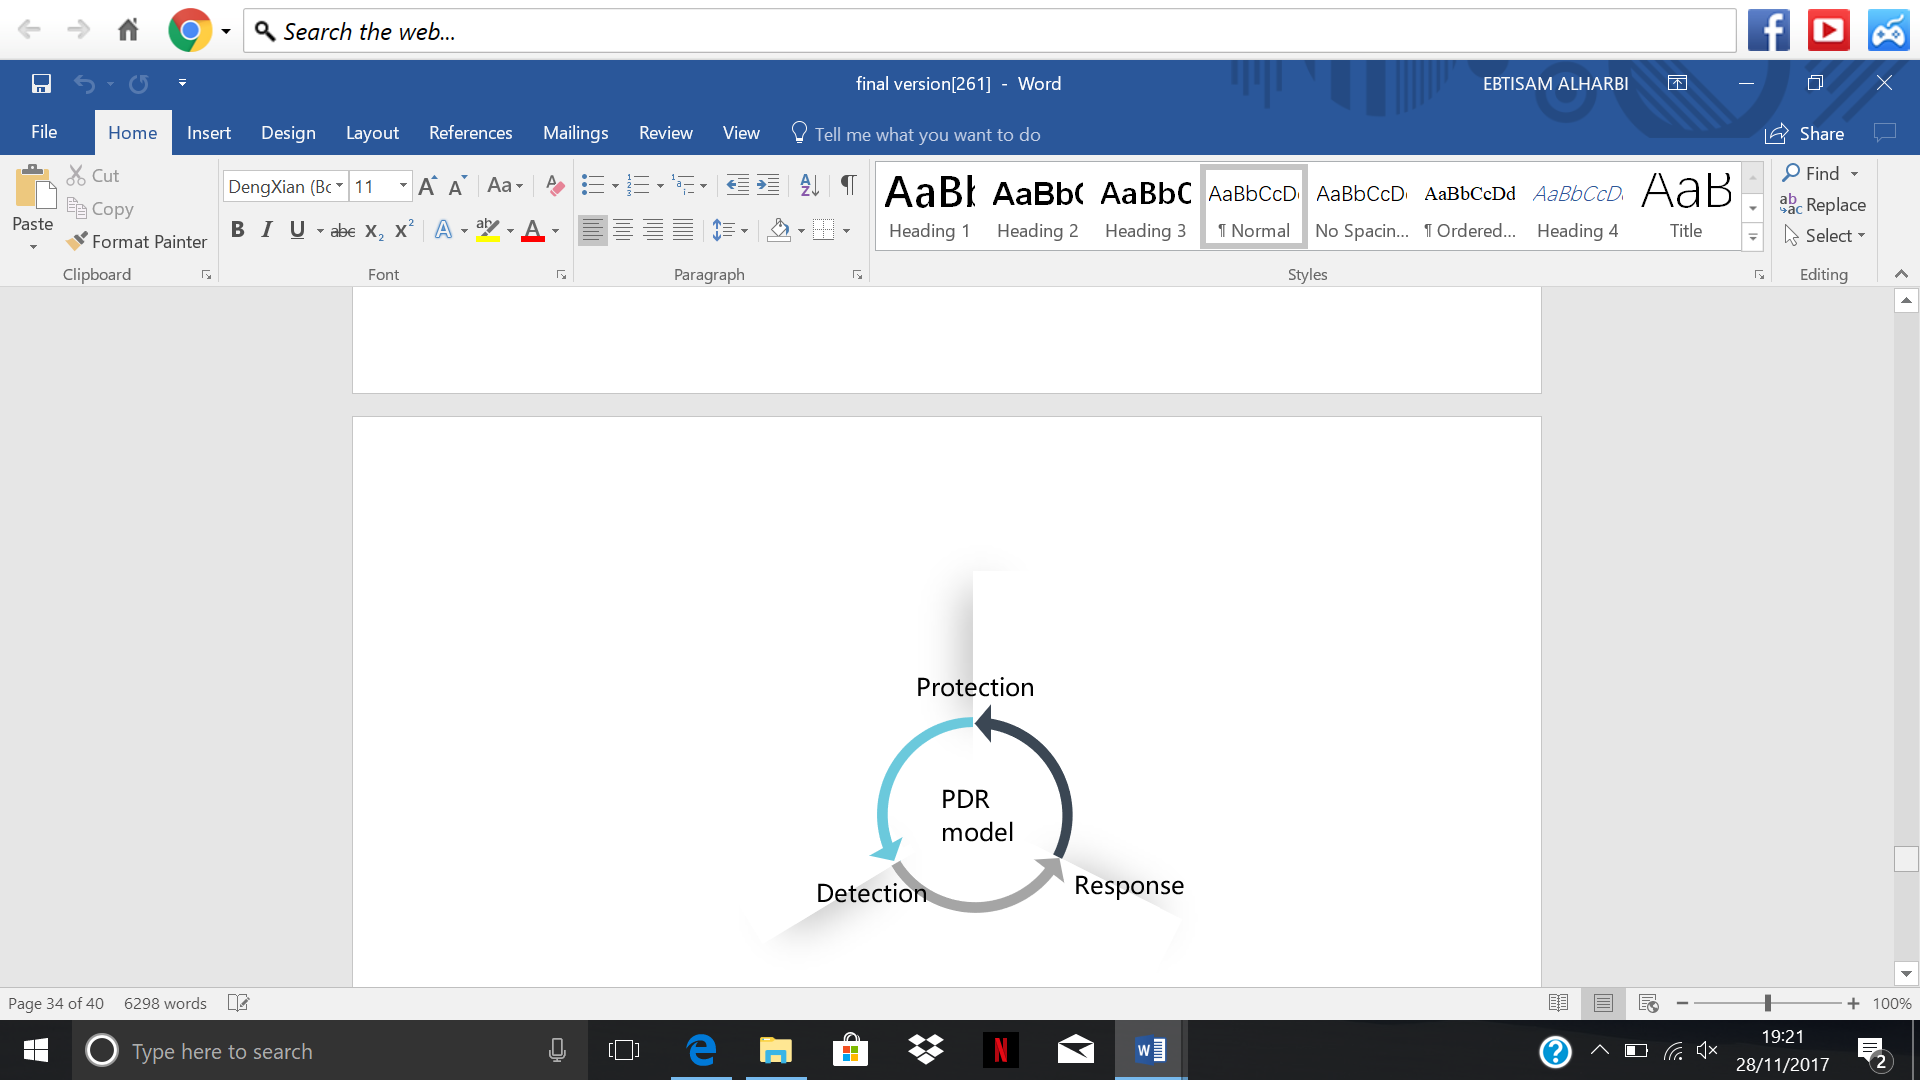 Search the web...
final version[261] - Word
EBTISAM ALHARBI
File Home Insert Design Layout References Mailings Review View Tell me what you want to do Share
Paste
Cut
Copy
Format Painter
Clipboard
DengXian (Bo 11
Font
Paragraph
AaBb AaBbC AaBbC AaBbCcD AaBbCcD AaBbCcDd AaBbCcD AaB
Heading 1 Heading 2 Heading 3 ¶ Normal No Spacin... ¶ Ordered... Heading 4 Title
Styles
Find
Replace
Select
Editing
Protection
PDR
model
Detection
Response
Page 34 of 40 6298 words 100%
Type here to search
19:21
28/11/2017
2